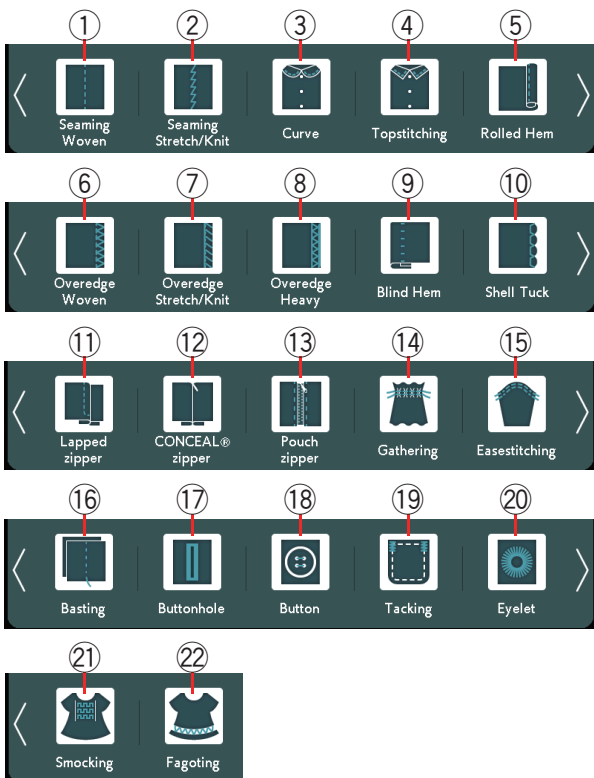 ① ② ③ ④ ⑤
Seaming Woven
Seaming Stretch/Knit
Curve
Topstitching
Rolled Hem
⑥ ⑦ ⑧ ⑨ ⑩
Overedge Woven
Overedge Stretch/Knit
Overedge Heavy
Blind Hem
Shell Tuck
⑪ ⑫ ⑬ ⑭ ⑮
Lapped zipper
CONCEAL® zipper
Pouch zipper
Gathering
Easestitching
⑯ ⑰ ⑱ ⑲ ⑳
Basting
Buttonhole
Button
Tacking
Eyelet
㉑ ㉒
Smocking
Fagoting